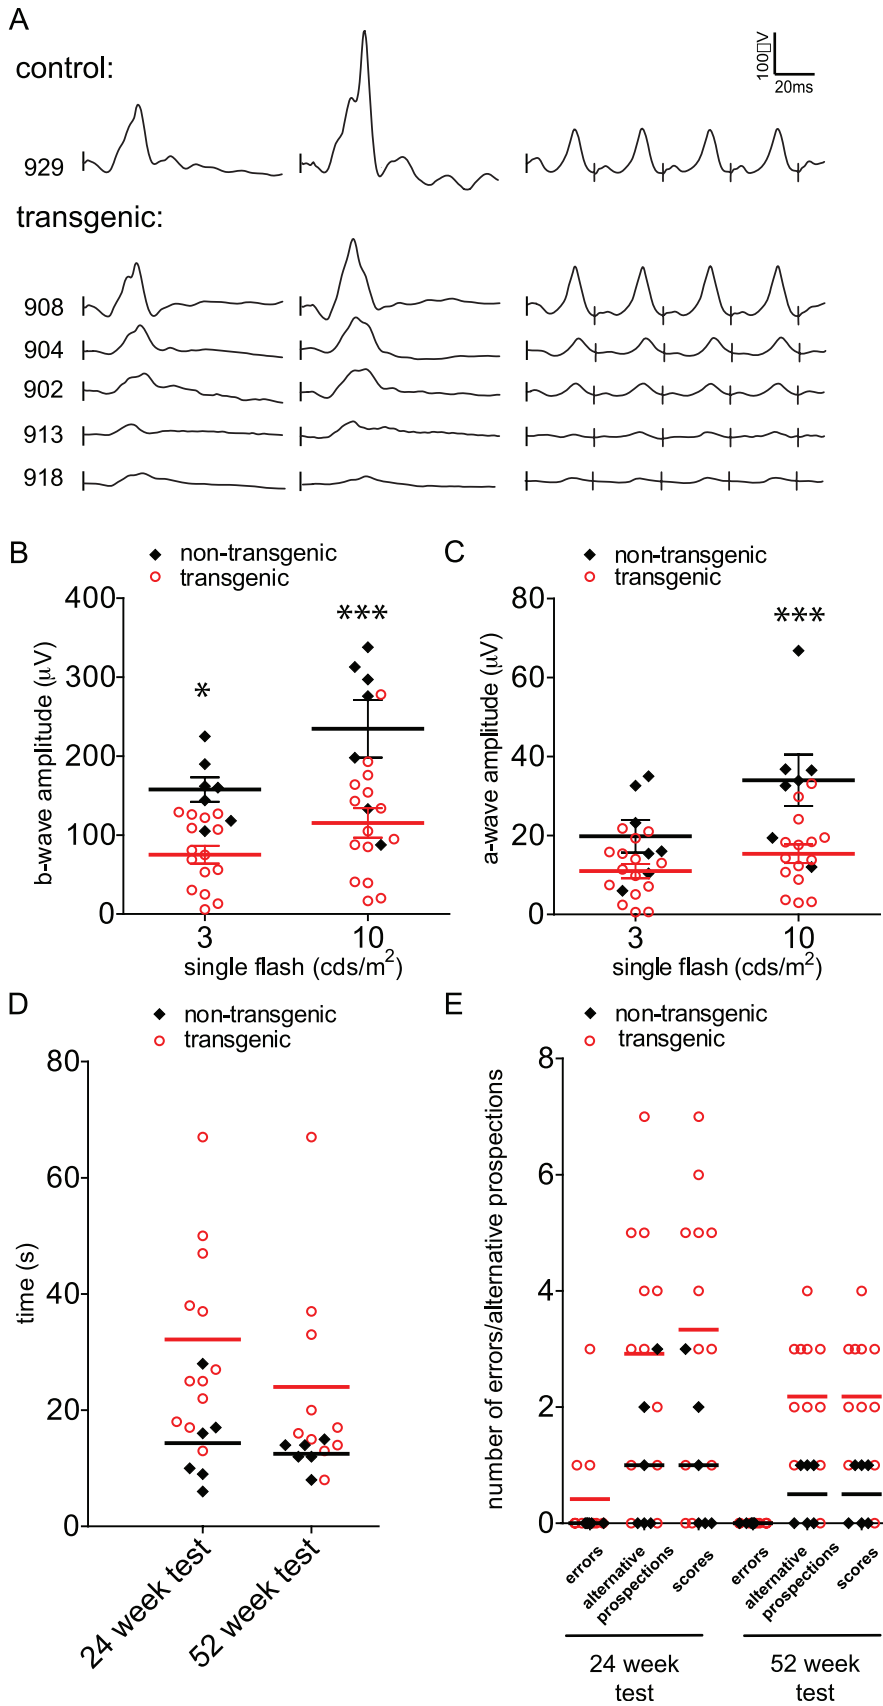 A
control:
100▯V
20ms
929
transgenic:
908
904
902
913
918
B
non-transgenic
transgenic
b-wave amplitude (µV)
400
300
200
100
0
*
***
3
10
single flash (cds/m²)
C
non-transgenic
transgenic
a-wave amplitude (µV)
80
60
40
20
0
***
3
10
single flash (cds/m²)
D
non-transgenic
transgenic
time (s)
80
60
40
20
0
24 week test
52 week test
E
non-transgenic
transgenic
number of errors/alternative prospections
8
6
4
2
0
errors
alternative
prospections
scores
errors
alternative
prospections
scores
24 week
test
52 week
test